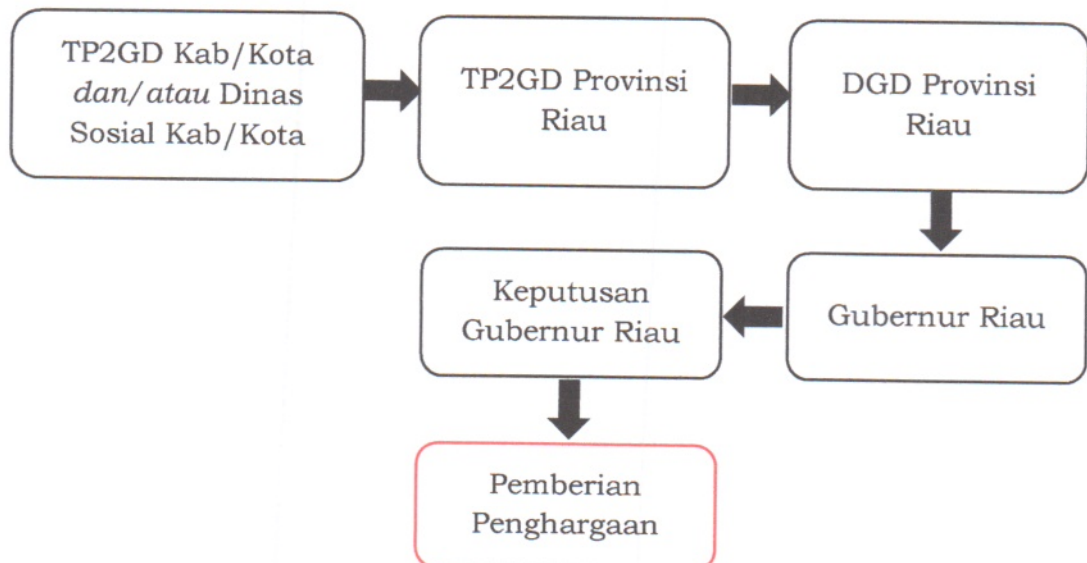 TP2GD Kab/Kota
dan/atau Dinas
Sosial Kab/Kota
TP2GD Provinsi
Riau
DGD Provinsi
Riau
Gubernur Riau
Keputusan
Gubernur Riau
Pemberian
Penghargaan